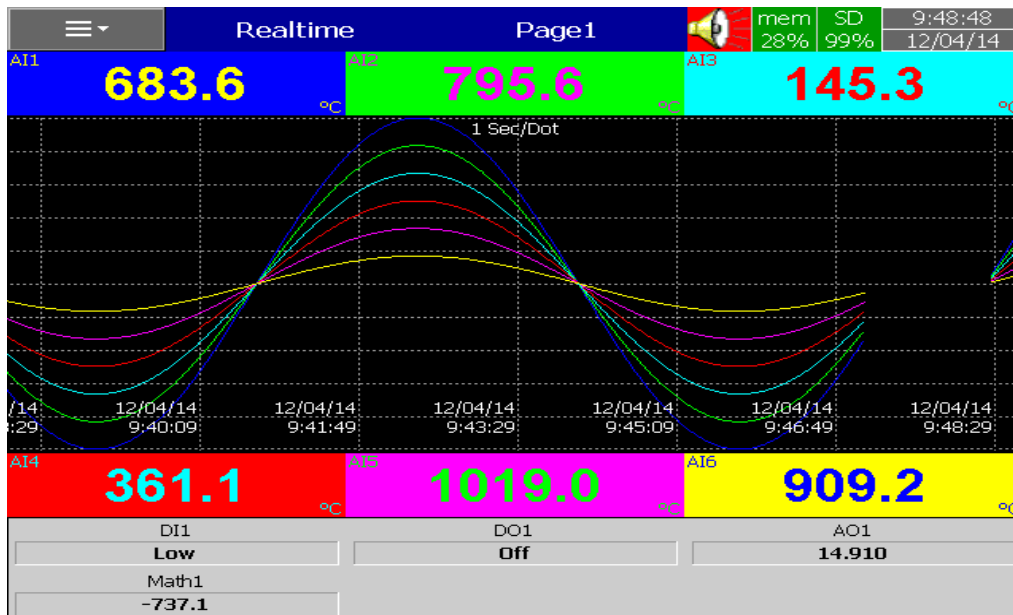 Realtime Page1 mem SD 9:48:48
28% 99% 12/04/14
AI1 AI2 AI3
683.6 °C 795.6 °C 145.3 °C
1 Sec/Dot
/14 12/04/14 12/04/14 12/04/14 12/04/14 12/04/14 12/04/14
:29 9:40:09 9:41:49 9:43:29 9:45:09 9:46:49 9:48:29
AI4 AI5 AI6
361.1 °C 1019.0 °C 909.2 °C
DI1 DO1 AO1
Low Off 14.910
Math1
-737.1